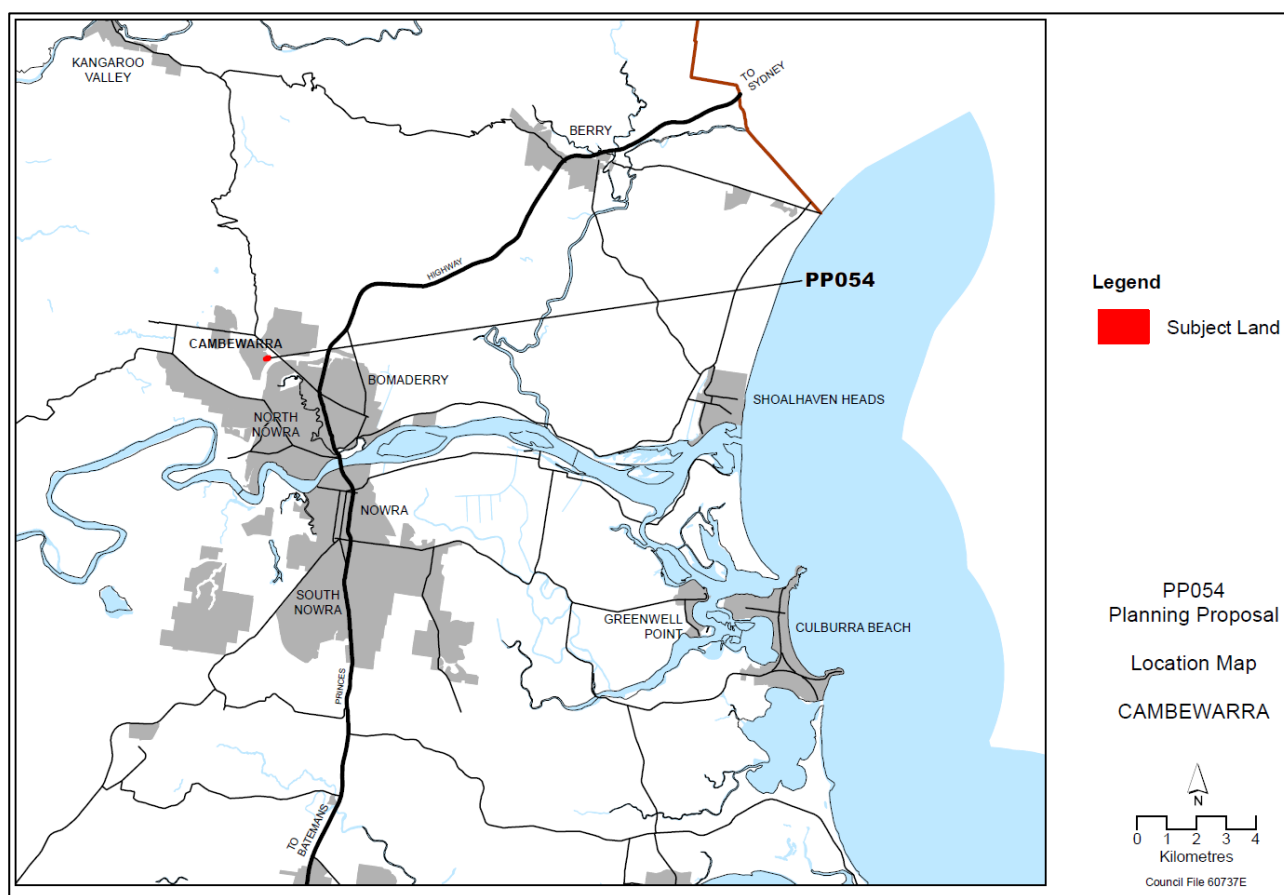 KANGAROO
VALLEY
TO
SYDNEY
BERRY
HIGHWAY
PP054
CAMBEWARRA
BOMADERRY
SHOALHAVEN HEADS
NORTH
NOWRA
NOWRA
SOUTH
NOWRA
GREENWELL
POINT
CULBURRA BEACH
PRINCES
TO
BATEMANS
Legend
Subject Land
PP054
Planning Proposal
Location Map
CAMBEWARRA
N
0 1 2 3 4
Kilometres
Council File 60737E